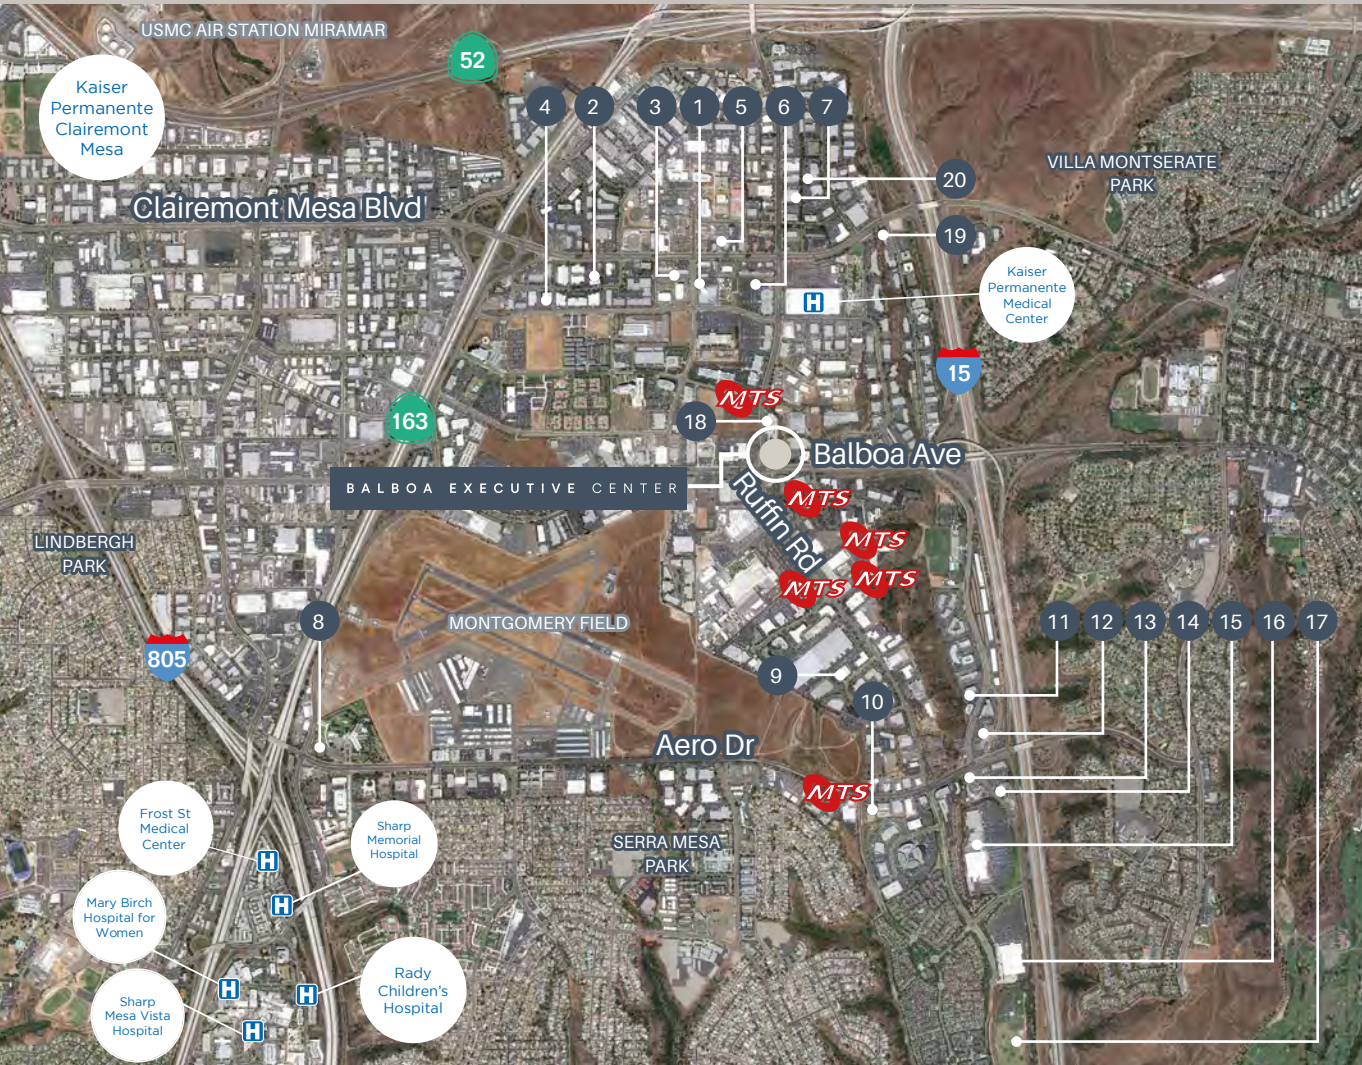 USMC AIR STATION MIRAMAR
52
Kaiser
Permanente
Clairemont
Mesa
4
2
3
1
5
6
7
20
VILLA MONTSERATE
PARK
Clairemont Mesa Blvd
19
Kaiser
Permanente
Medical
Center
H
15
MTS
163
18
Balboa Ave
BALBOA EXECUTIVE CENTER
Ruffin Rd
MTS
MTS
MTS
MTS
LINDBERGH
PARK
8
MONTGOMERY FIELD
805
11
12
13
14
15
16
17
9
10
Aero Dr
MTS
Frost St
Medical
Center
H
Sharp
Memorial
Hospital
H
SERRA MESA
PARK
Mary Birch
Hospital for
Women
H
Rady
Children's
Hospital
H
Sharp
Mesa Vista
Hospital
H